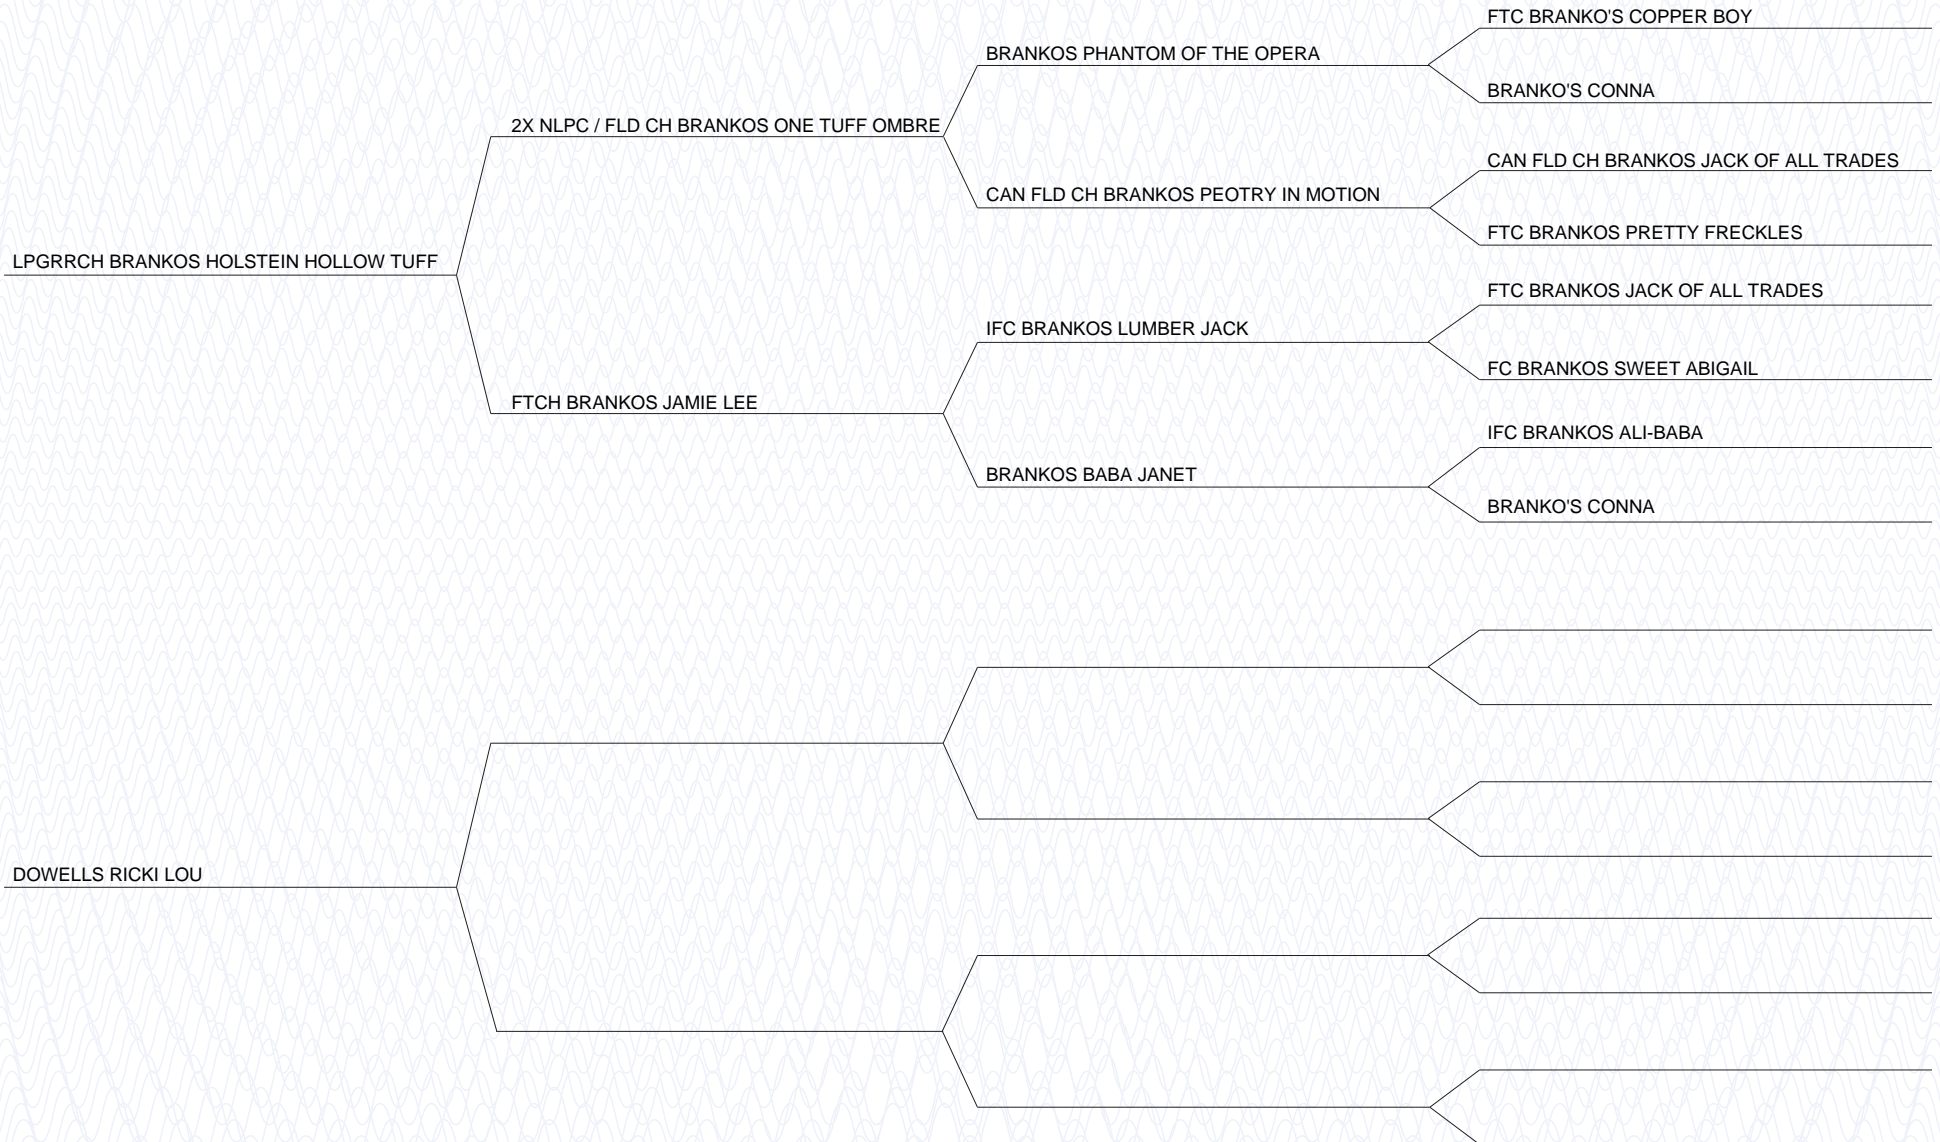 FTC BRANKO'S COPPER BOY
BRANKOS PHANTOM OF THE OPERA
BRANKO'S CONNA
2X NLPC / FLD CH BRANKOS ONE TUFF OMBRE
CAN FLD CH BRANKOS JACK OF ALL TRADES
CAN FLD CH BRANKOS PEOTRY IN MOTION
FTC BRANKOS PRETTY FRECKLES
LPGRRCH BRANKOS HOLSTEIN HOLLOW TUFF
FTC BRANKOS JACK OF ALL TRADES
IFC BRANKOS LUMBER JACK
FC BRANKOS SWEET ABIGAIL
FTCH BRANKOS JAMIE LEE
IFC BRANKOS ALI-BABA
BRANKOS BABA JANET
BRANKO'S CONNA
DOWELLS RICKI LOU